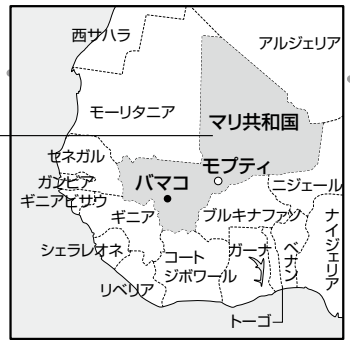 西サハラ
アルジェリア
モーリタニア
マリ共和国
セネガル
モプティ
ガンビア
バマコ
ニジェール
ギニアビサウ
ギニア
ブルキナファソ
ナイジェリア
シェラレオネ
コート
ジボワール
ガーナ
ベナン
リベリア
トーゴ